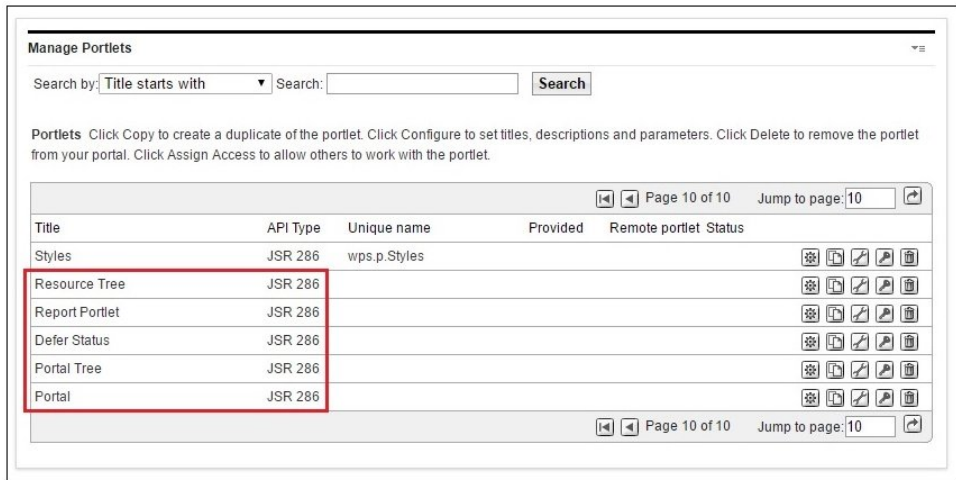 Manage Portlets
Search by: Title starts with Search: Search
Portlets Click Copy to create a duplicate of the portlet. Click Configure to set titles, descriptions and parameters. Click Delete to remove the portlet
from your portal. Click Assign Access to allow others to work with the portlet.
Page 10 of 10 Jump to page: 10
Title API Type Unique name Provided Remote portlet Status
Styles JSR 286 wps.p.Styles
Resource Tree JSR 286
Report Portlet JSR 286
Defer Status JSR 286
Portal Tree JSR 286
Portal JSR 286
Page 10 of 10 Jump to page: 10